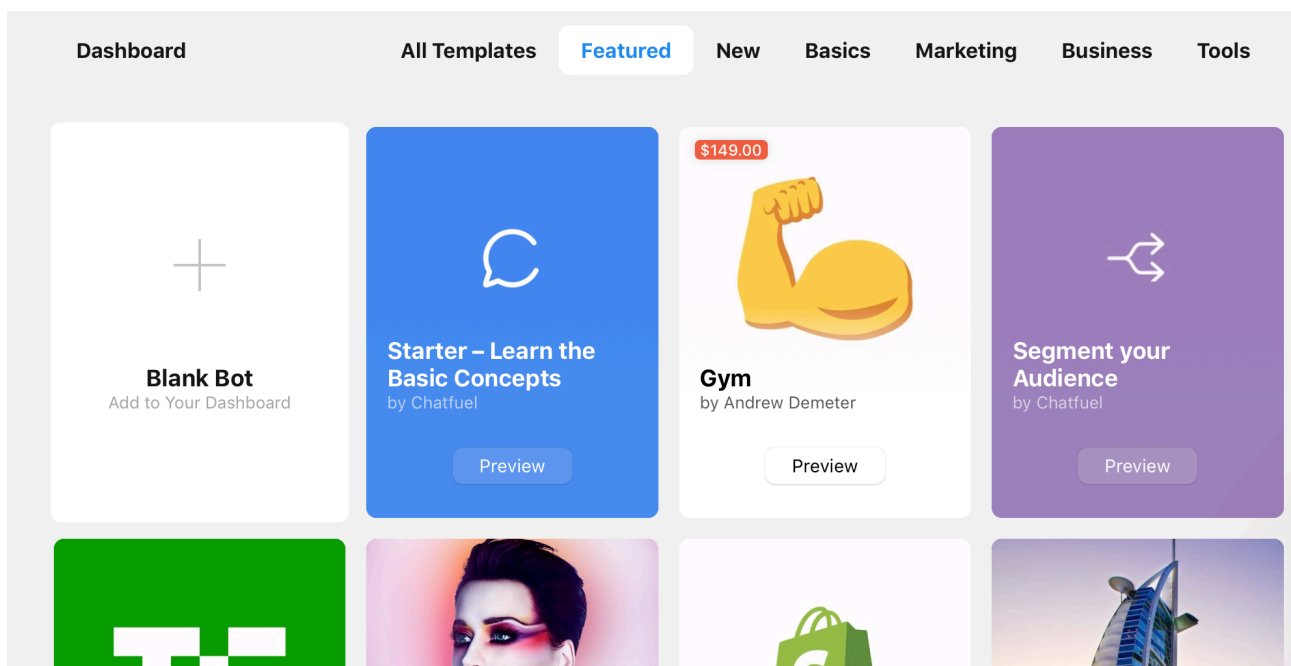 Dashboard
All Templates
Featured
New
Basics
Marketing
Business
Tools
Blank Bot
Add to Your Dashboard
Starter – Learn the
Basic Concepts
by Chatfuel
Preview
$149.00
Gym
by Andrew Demeter
Preview
Segment your
Audience
by Chatfuel
Preview